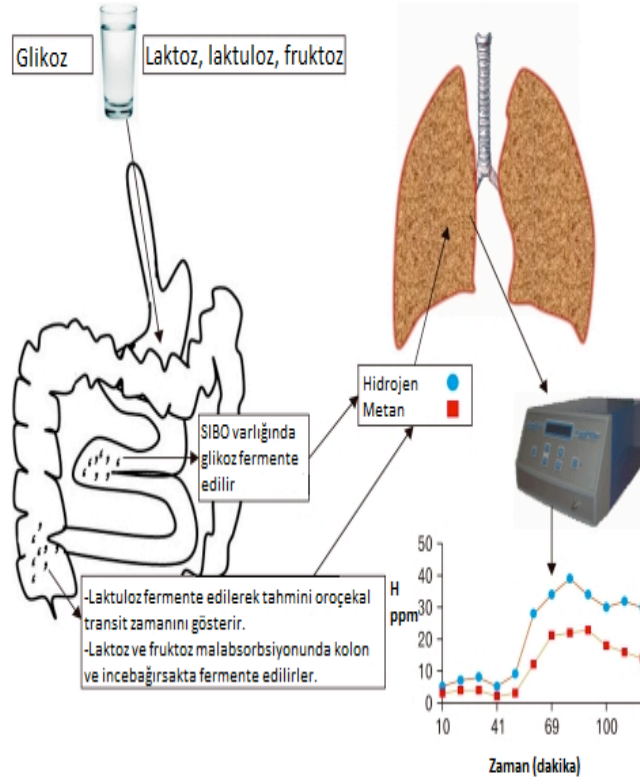 Glikoz
Laktoz, laktuloz, fruktoz
SIBO varlığında
glikoz fermente
edilir
Hidrojen
Metan
-Laktuloz fermente edilerek tahmini oroçekal
transit zamanını gösterir.
-Laktoz ve fruktoz malabsorbsiyonunda kolon
ve incebağırsakta fermente edilirler.
H
ppm
50
40
30
20
10
0
10
41
69
100
Zaman (dakika)